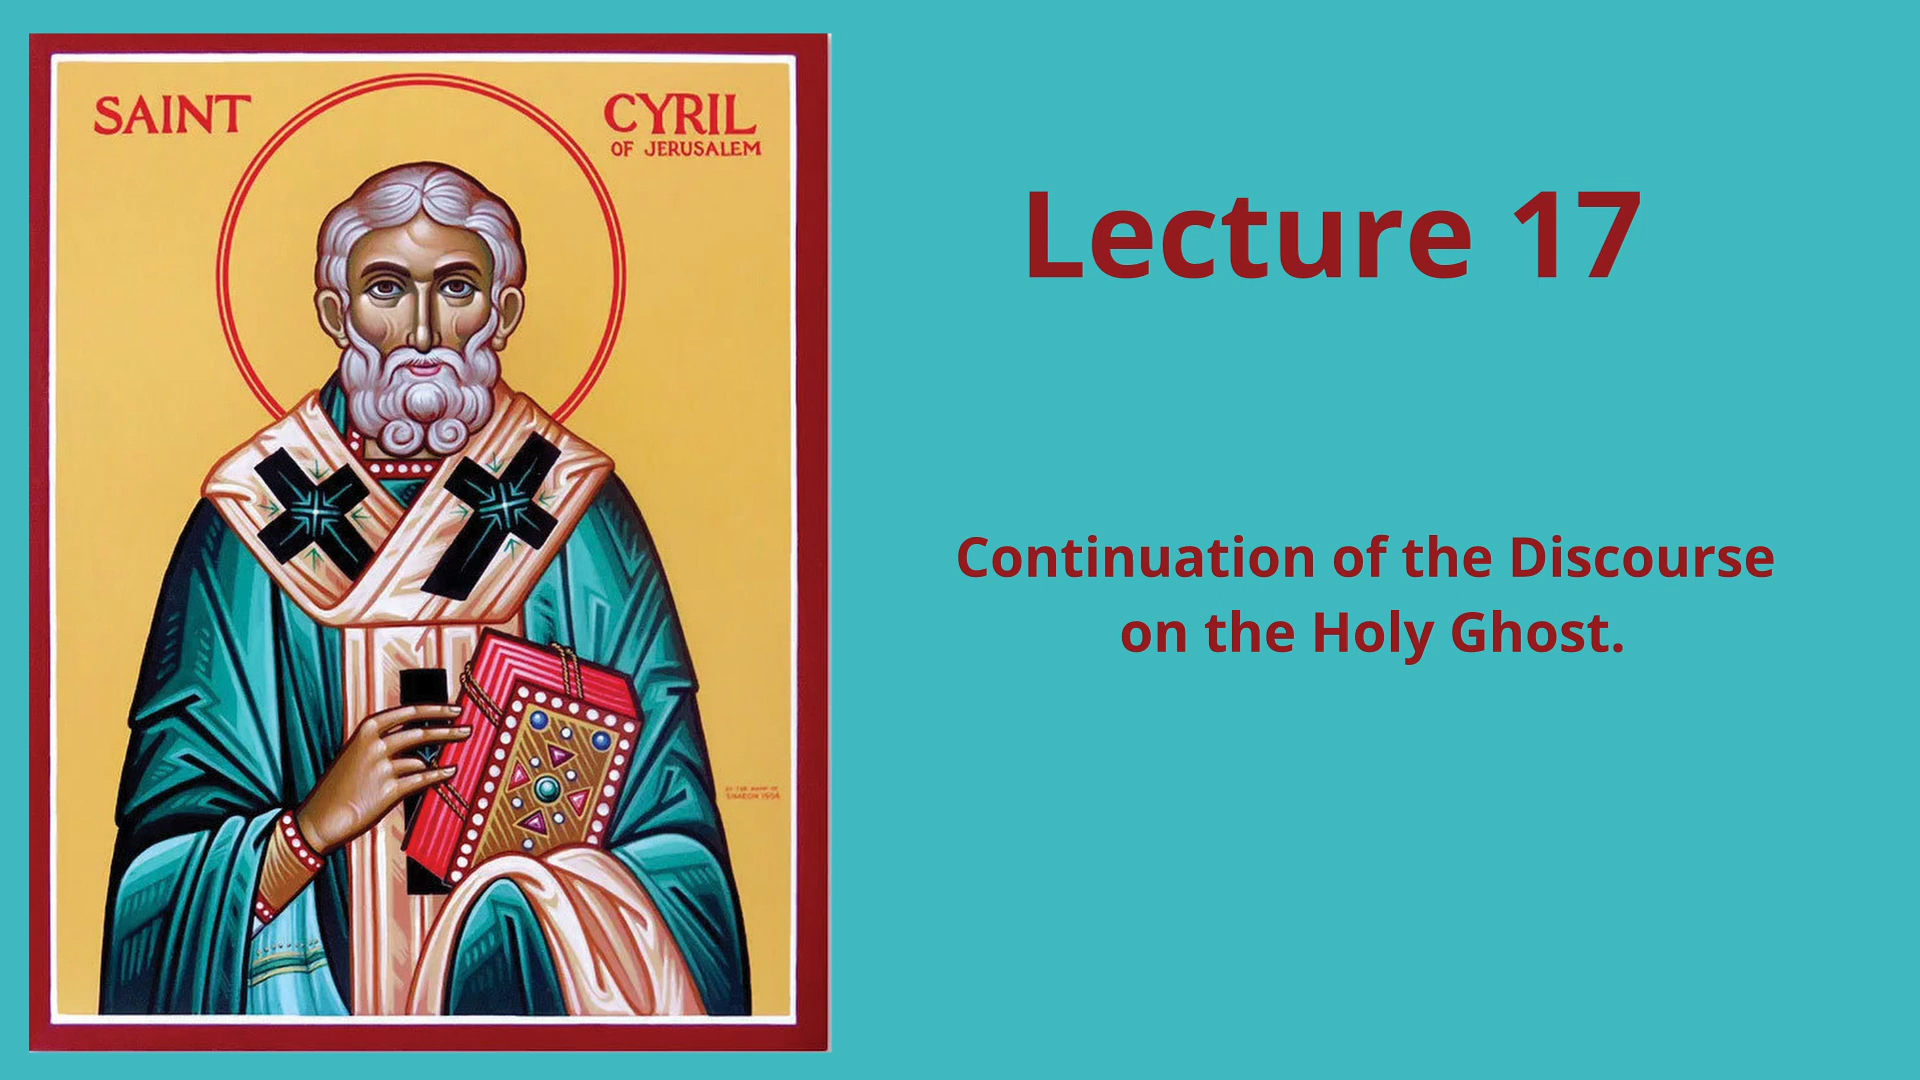 SAINT
CYRIL
OF JERUSALEM
Lecture 17
Continuation of the Discourse
on the Holy Ghost.